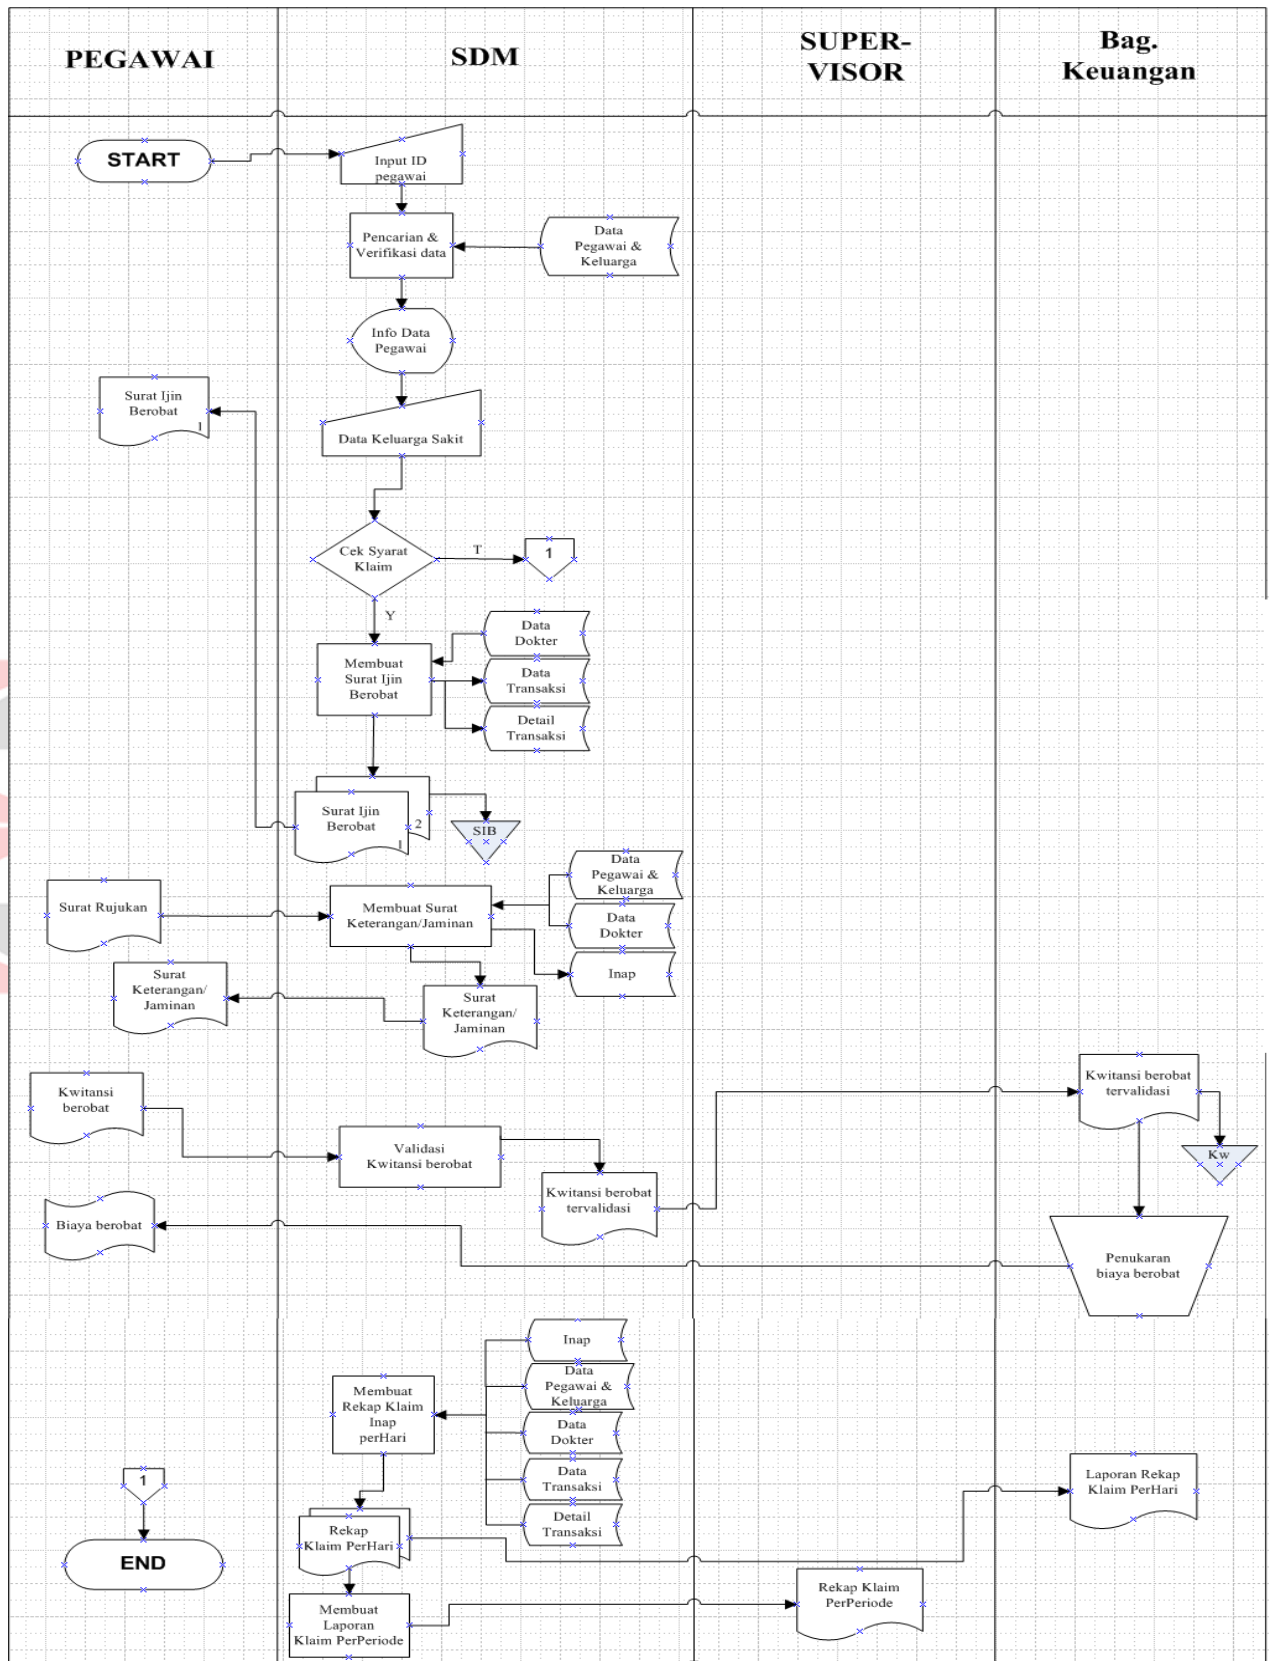 PEGAWAI
SDM
SUPER-
VISOR
Bag.
Keuangan
START
Input ID
pegawai
Pencarian &
Verifikasi data
Data
Pegawai &
Keluarga
Info Data
Pegawai
Surat Ijin
Berobat
1
Data Keluarga Sakit
Cek Syarat
Klaim
T
1
Y
Membuat
Surat Ijin
Berobat
Data
Dokter
Data
Transaksi
Detail
Transaksi
Surat Ijin
Berobat
1
2
SIB
Surat Rujukan
Membuat Surat
Keterangan/Jaminan
Data
Pegawai &
Keluarga
Data
Dokter
Inap
Surat
Keterangan/
Jaminan
Surat
Keterangan/
Jaminan
Kwitansi
berobat
Validasi
Kwitansi berobat
Kwitansi berobat
tervalidasi
Kwitansi berobat
tervalidasi
Kw
Biaya berobat
Penukaran
biaya berobat
Inap
Data
Pegawai &
Keluarga
Data
Dokter
Data
Transaksi
Detail
Transaksi
Membuat
Rekap Klaim
Inap
perHari
1
END
Rekap
Klaim PerHari
Laporan Rekap
Klaim PerHari
Membuat
Laporan
Klaim PerPeriode
Rekap Klaim
PerPeriode